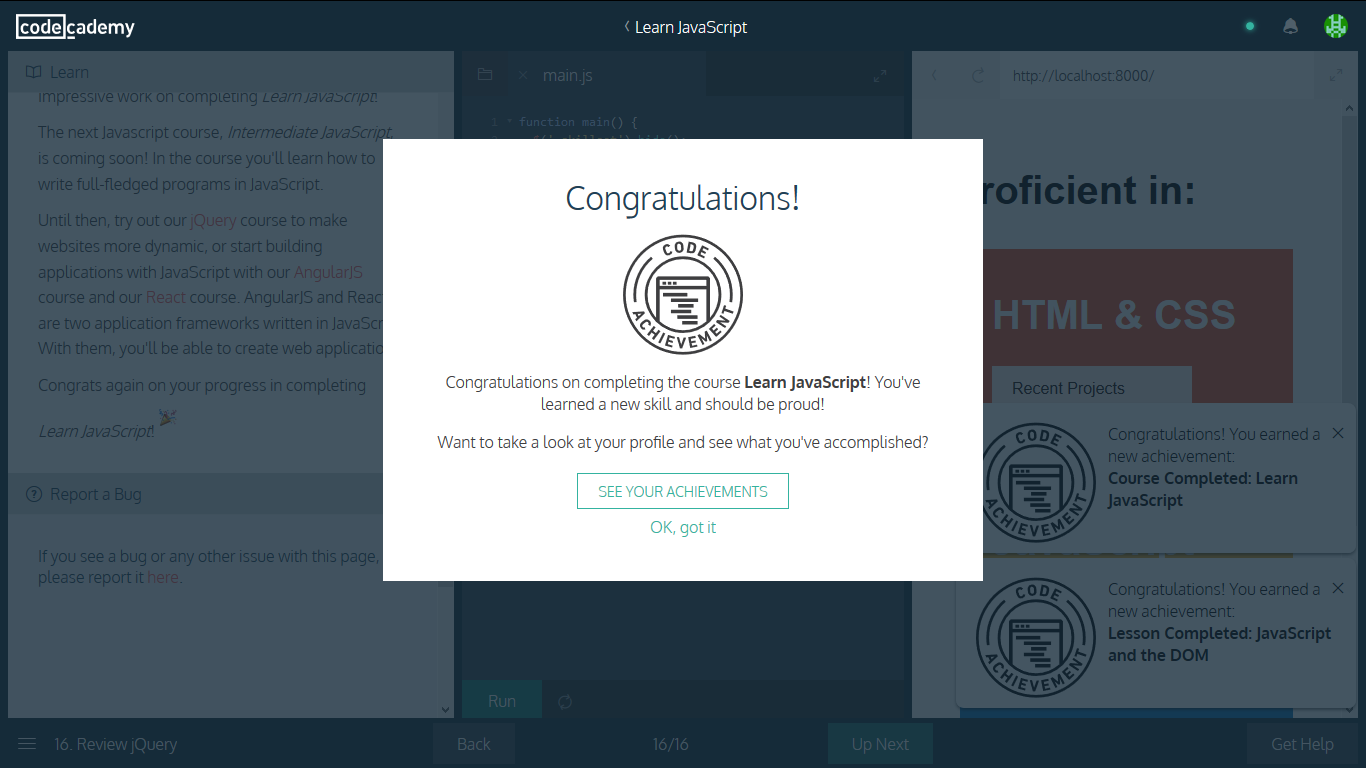 codecademy
Learn JavaScript
Learn
Impressive work on completing Learn JavaScript!
The next Javascript course, Intermediate JavaScript,
is coming soon! In the course you'll learn how to
write full-fledged programs in JavaScript.
Until then, try out our jQuery course to make
websites more dynamic, or start building
applications with JavaScript with our AngularJS
course and our React course. AngularJS and Reac
are two application frameworks written in JavaScr
With them, you'll be able to create web applicatio
Congrats again on your progress in completing
Learn JavaScript!
Report a Bug
If you see a bug or any other issue with this page,
please report it here.
main.js
1 function main() {
http://localhost:8000/
roficient in:
HTML & CSS
Recent Projects
Congratulations!
CODE
ACHIEVEMENT
Congratulations on completing the course Learn JavaScript! You've
learned a new skill and should be proud!
Want to take a look at your profile and see what you've accomplished?
SEE YOUR ACHIEVEMENTS
OK, got it
CODE
ACHIEVEMENT
Congratulations! You earned a
new achievement:
Course Completed: Learn
JavaScript
CODE
ACHIEVEMENT
Congratulations! You earned a
new achievement:
Lesson Completed: JavaScript
and the DOM
Run
16. Review jQuery
Back
16/16
Up Next
Get Help